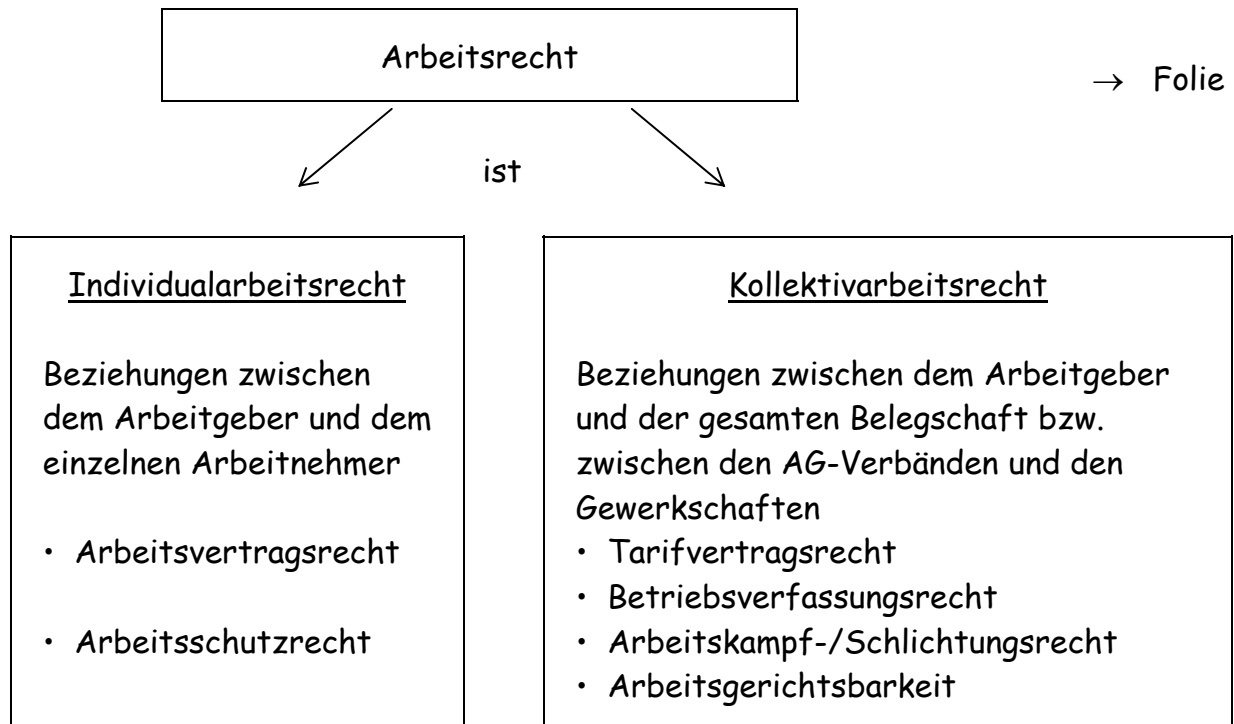 Arbeitsrecht
→ Folie
ist
Individualarbeitsrecht
Beziehungen zwischen
dem Arbeitgeber und dem
einzelnen Arbeitnehmer
• Arbeitsvertragsrecht
• Arbeitsschutzrecht
Kollektivarbeitsrecht
Beziehungen zwischen dem Arbeitgeber
und der gesamten Belegschaft bzw.
zwischen den AG-Verbänden und den
Gewerkschaften
• Tarifvertragsrecht
• Betriebsverfassungsrecht
• Arbeitskampf-/Schlichtungsrecht
• Arbeitsgerichtsbarkeit